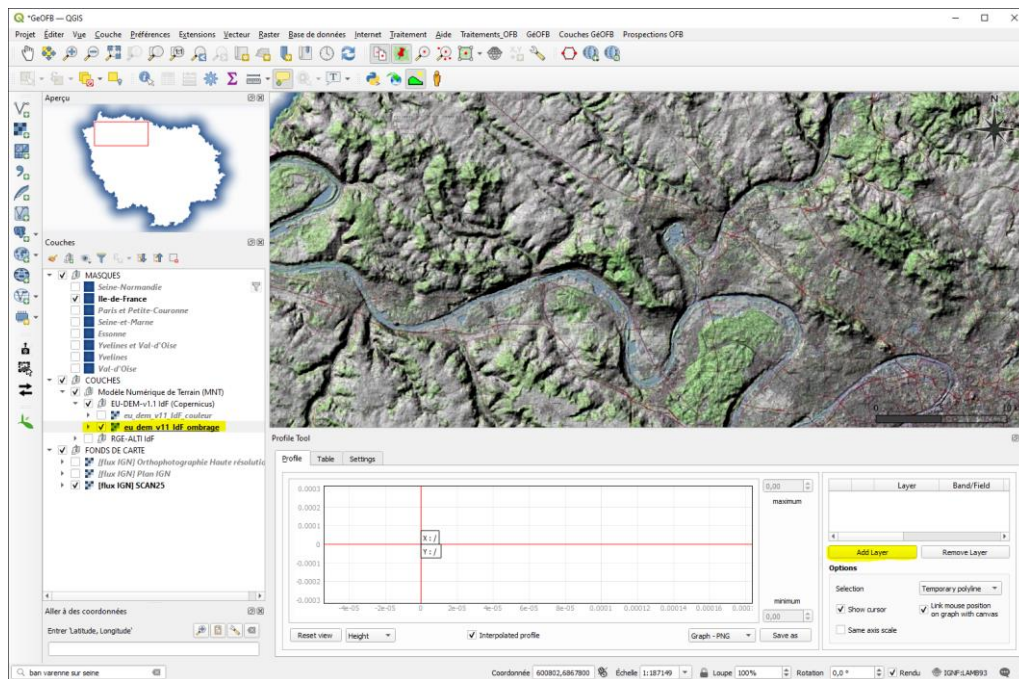 *GeOFB — QGIS
Projet Éditer Vue Couche Préférences Extensions Vecteur Raster Base de données Internet Traitement Aide Traitements_OFB GéOFB Couches GéOFB Prospections OFB
Aperçu
Couches
MASQUES
Seine-Normandie
Ile-de-France
Paris et Petite-Couronne
Seine-et-Marne
Essonne
Yvelines et Val-d'Oise
Yvelines
Val-d'Oise
COUCHES
Modèle Numérique de Terrain (MNT)
EU-DEM-v1.1 IdF (Copernicus)
eu_dem_v11_IdF_couleur
eu_dem_v11_IdF_ombrage
RGE-ALTI IdF
FONDS DE CARTE
[flux IGN] Orthophotographie Haute résolutio
[flux IGN] Plan IGN
[flux IGN] SCAN25
Aller à des coordonnées
Entrer 'Latitude, Longitude'
ban varenne sur seine
N
Profile Tool
Profile Table Settings
0.0003
0.0002
0.0001
0
-0.0001
-0.0002
-0.0003
X : /
Y : /
-4e-05 -2e-05 0 2e-05 4e-05 6e-05 8e-05 0.0001 0.00012 0.00014 0.00016
0,00
maximum
minimum
0,00
Reset view Height Interpolated profile Graph - PNG Save as
Layer Band/Field
Add Layer Remove Layer
Options
Selection Temporary polyline
Show cursor Link mouse position on graph with canvas
Same axis scale
Coordonnée 600802,6867800 Échelle 1:187149 Loupe 100% Rotation 0,0 ° Rendu IGNF:LAMB93